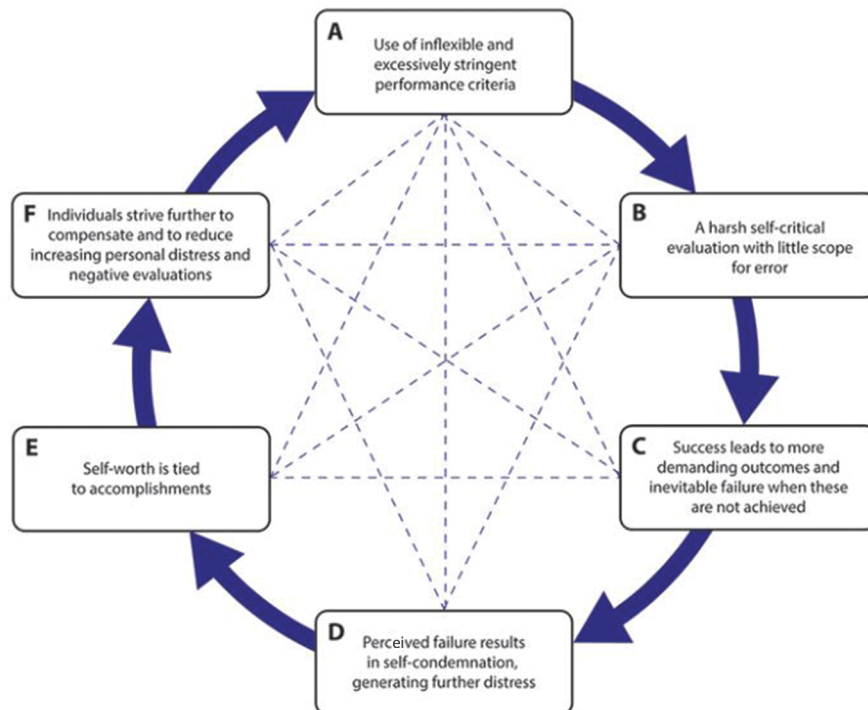 A
Use of inflexible and
excessively stringent
performance criteria
B
A harsh self-critical
evaluation with little scope
for error
C
Success leads to more
demanding outcomes and
inevitable failure when these
are not achieved
D
Perceived failure results
in self-condemnation,
generating further distress
E
Self-worth is tied
to accomplishments
F
Individuals strive further to
compensate and to reduce
increasing personal distress and
negative evaluations